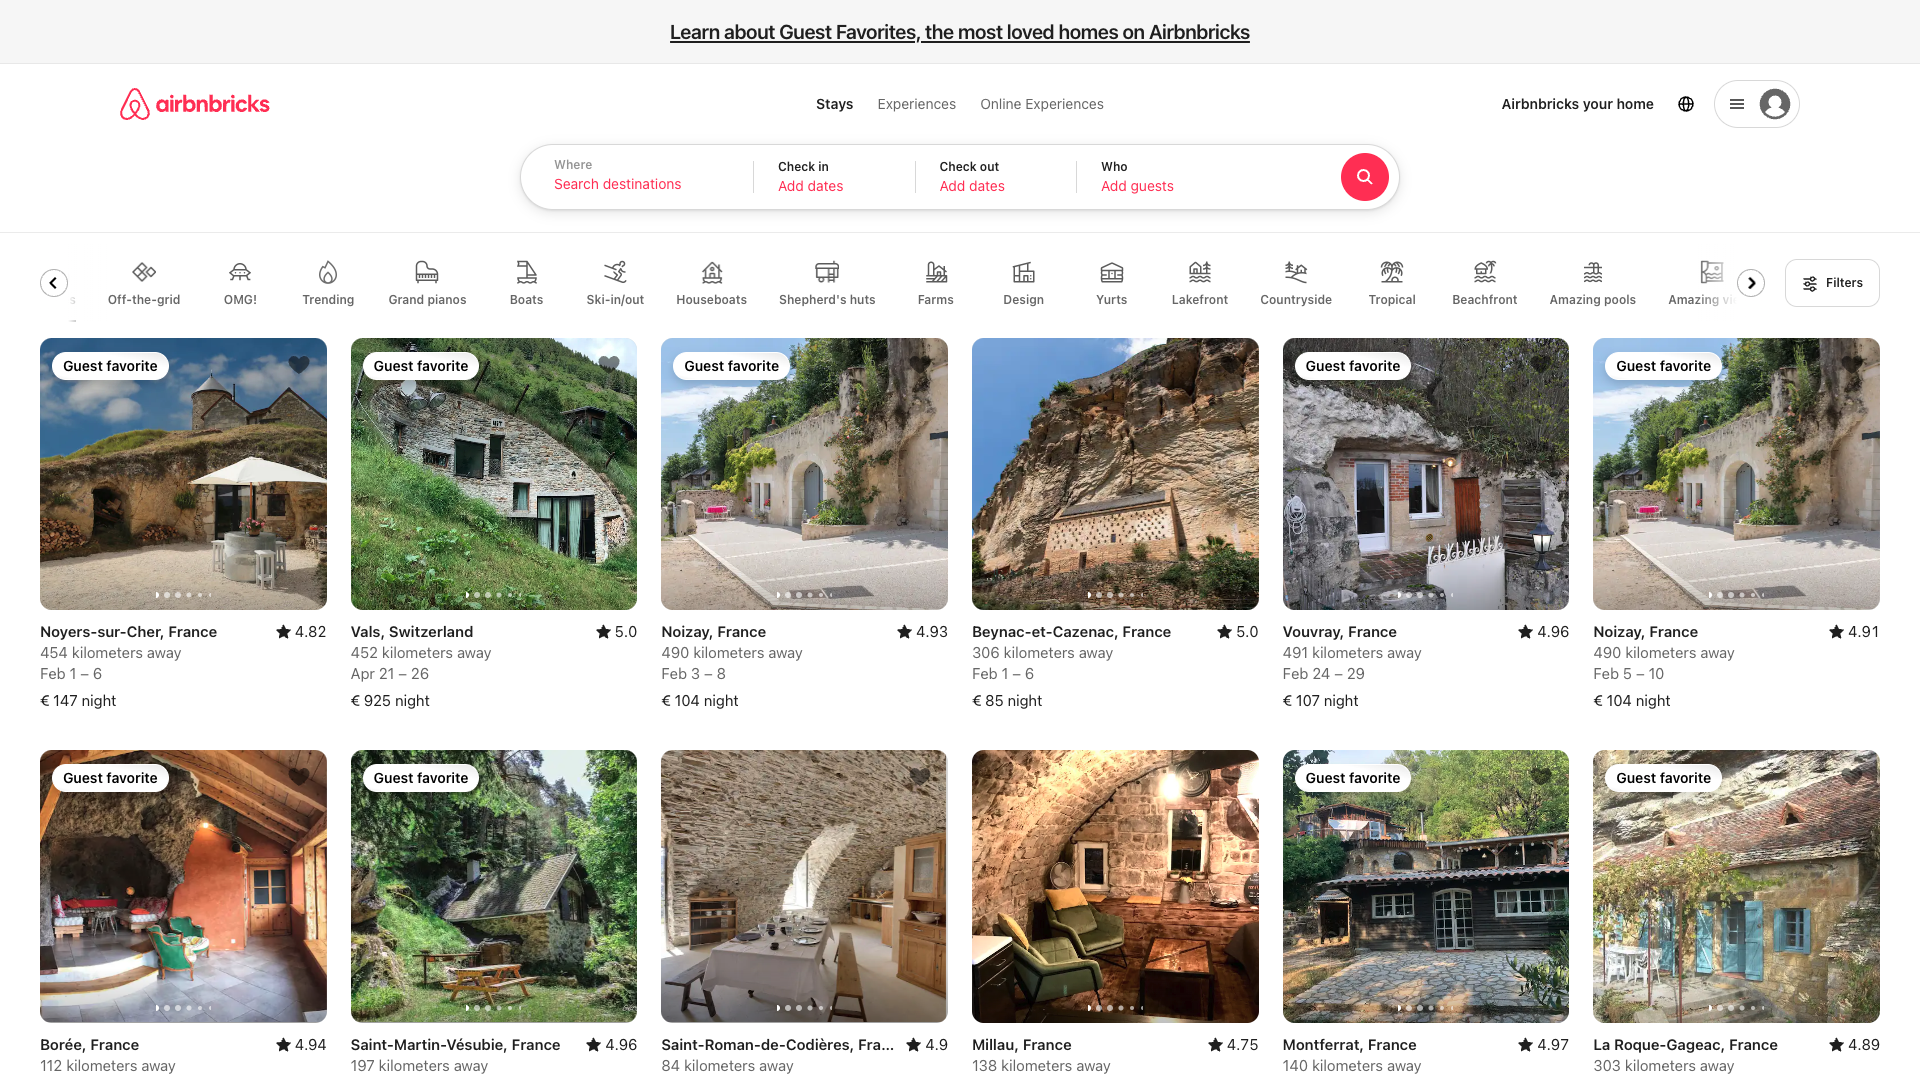 Learn about Guest Favorites, the most loved homes on Airbnbricks
airbnbricks
Stays Experiences Online Experiences
Airbnbricks your home
Where
Search destinations
Check in
Add dates
Check out
Add dates
Who
Add guests
Off-the-grid
OMG!
Trending
Grand pianos
Boats
Ski-in/out
Houseboats
Shepherd's huts
Farms
Design
Yurts
Lakefront
Countryside
Tropical
Beachfront
Amazing pools
Amazing
Filters
Guest favorite
Noyers-sur-Cher, France 4.82
454 kilometers away
Feb 1 – 6
€ 147 night
Guest favorite
Vals, Switzerland 5.0
452 kilometers away
Apr 21 – 26
€ 925 night
Guest favorite
Noizay, France 4.93
490 kilometers away
Feb 3 – 8
€ 104 night
Beynac-et-Cazenac, France 5.0
306 kilometers away
Feb 1 – 6
€ 85 night
Guest favorite
Vouvray, France 4.96
491 kilometers away
Feb 24 – 29
€ 107 night
Guest favorite
Noizay, France 4.91
490 kilometers away
Feb 5 – 10
€ 104 night
Guest favorite
Borée, France 4.94
112 kilometers away
Guest favorite
Saint-Martin-Vésubie, France 4.96
197 kilometers away
Saint-Roman-de-Codières, Fra... 4.9
84 kilometers away
Millau, France 4.75
138 kilometers away
Guest favorite
Montferrat, France 4.97
140 kilometers away
Guest favorite
La Roque-Gageac, France 4.89
303 kilometers away